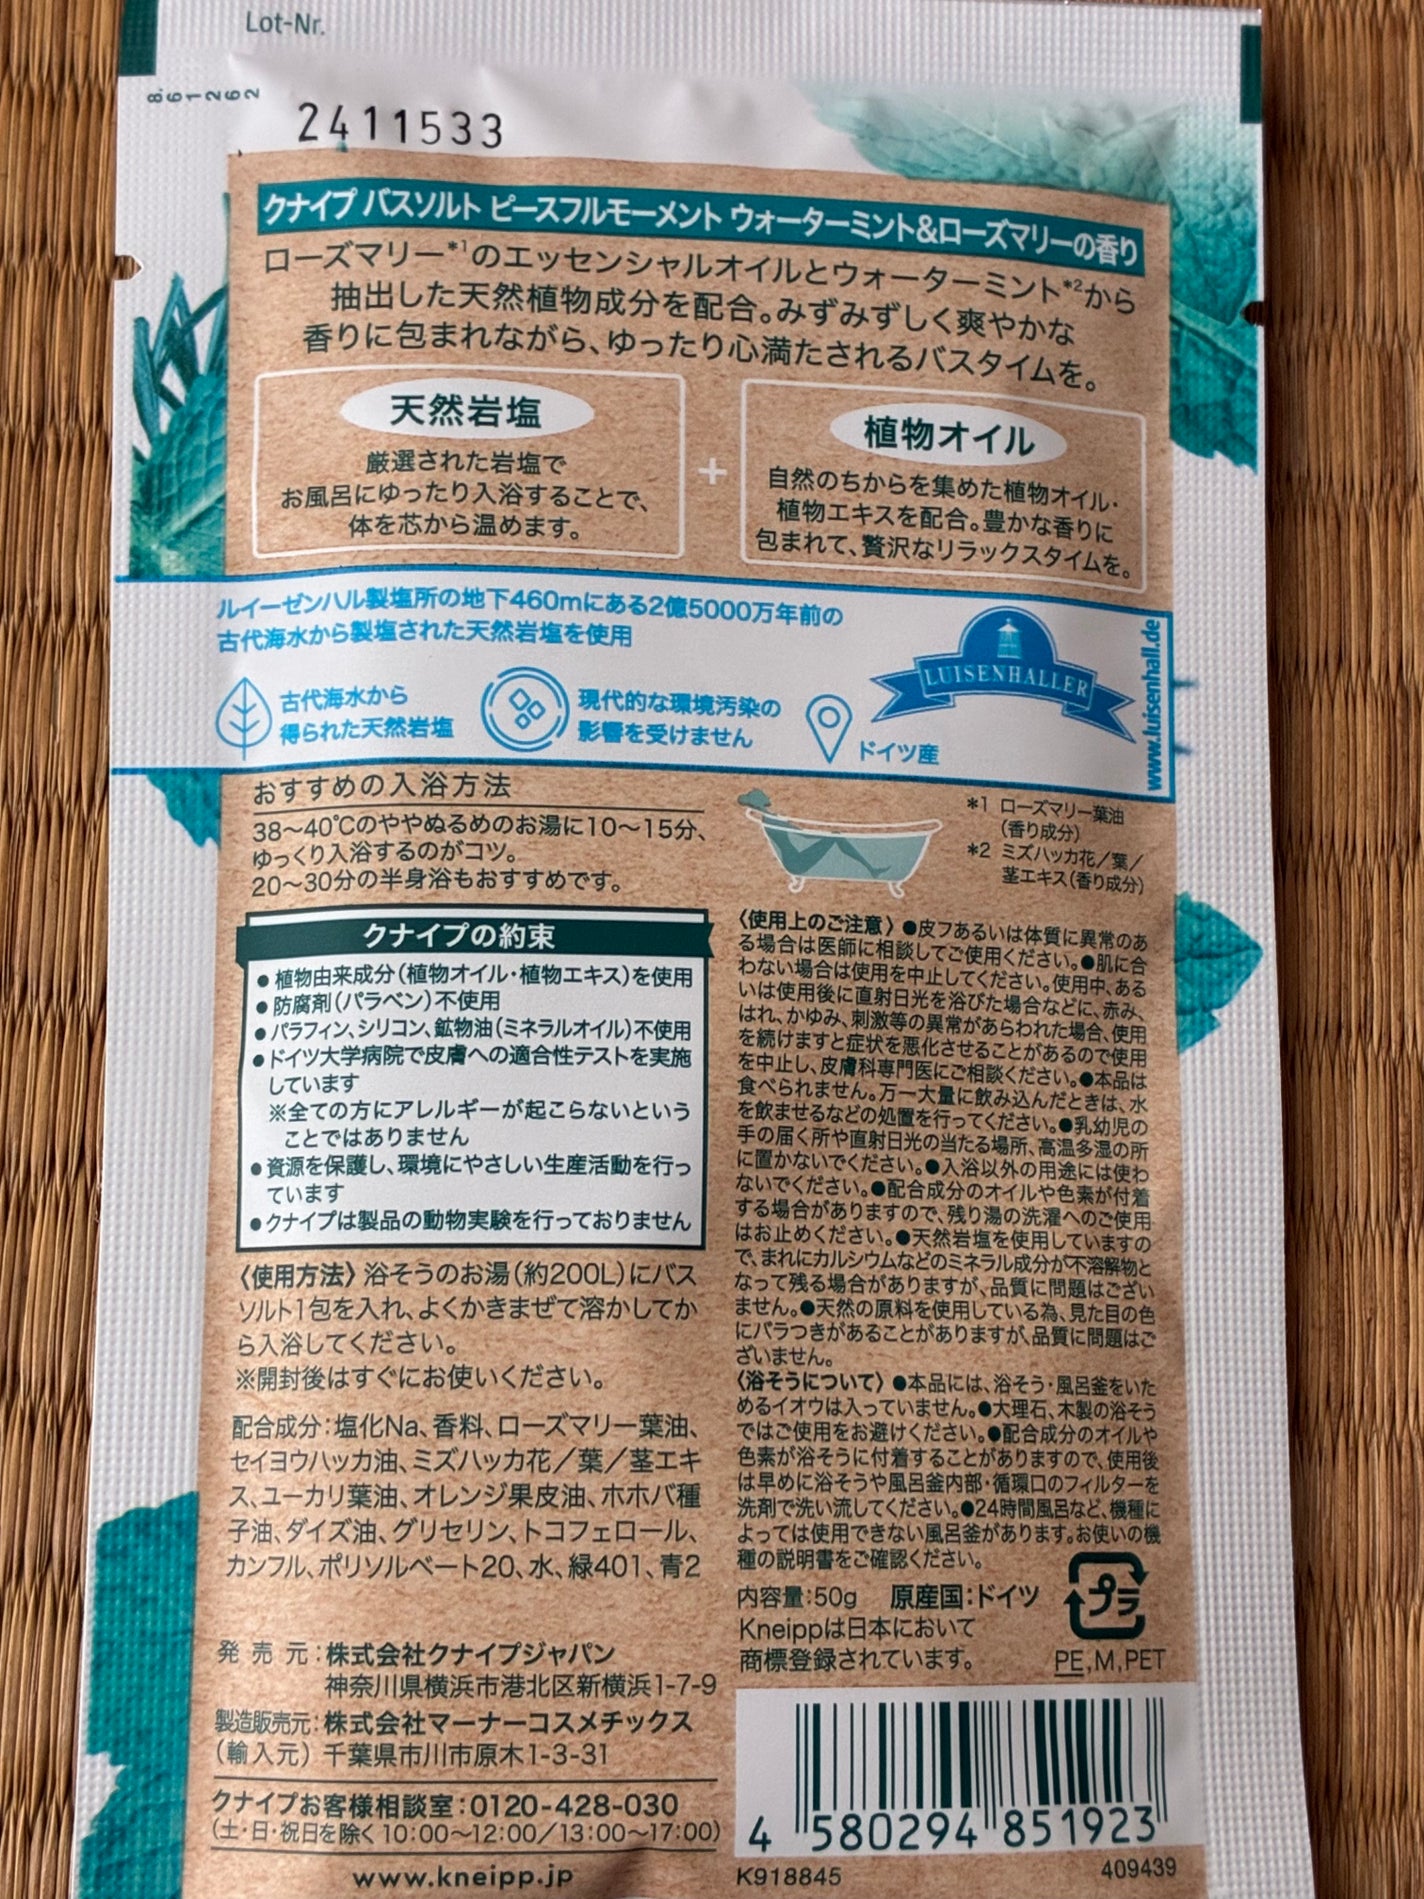 Lot-Nr.
8.61262
2411533
クナイプ バスソルト ピースフルモーメント ウォーターミント&ローズマリーの香り
ローズマリー*1のエッセンシャルオイルとウォーターミント*2から
抽出した天然植物成分を配合。みずみずしく爽やかな
香りに包まれながら、ゆったり心満たされるバスタイムを。
天然岩塩
厳選された岩塩で
お風呂にゆったり入浴することで、
体を芯から温めます。
+
植物オイル
自然のちからを集めた植物オイル・
植物エキスを配合。豊かな香りに
包まれて、贅沢なリラックスタイムを。
ルイーゼンハル製塩所の地下460mにある2億5000万年前の
古代海水から製塩された天然岩塩を使用
古代海水から
得られた天然岩塩
現代的な環境汚染の
影響を受けません
ドイツ産
LUISENHALLER
www.luisenhall.de
おすすめの入浴方法
38〜40℃のややぬるめのお湯に10〜15分、
ゆっくり入浴するのがコツ。
20〜30分の半身浴もおすすめです。
*1 ローズマリー葉油
(香り成分)
*2 ミズハッカ花/葉/
茎エキス(香り成分)
クナイプの約束
●植物由来成分(植物オイル・植物エキス)を使用
●防腐剤(パラベン)不使用
●パラフィン、シリコン、鉱物油(ミネラルオイル)不使用
●ドイツ大学病院で皮膚への適合性テストを実施
しています
※全ての方にアレルギーが起こらないという
ことではありません
●資源を保護し、環境にやさしい生産活動を行っ
ています
●クナイプは製品の動物実験を行っておりません
〈使用方法〉浴そうのお湯(約200L)にバス
ソルト1包を入れ、よくかきまぜて溶かしてか
ら入浴してください。
※開封後はすぐにお使いください。
配合成分:塩化Na、香料、ローズマリー葉油、
セイヨウハッカ油、ミズハッカ花/葉/茎エキ
ス、ユーカリ葉油、オレンジ果皮油、ホホバ種
子油、ダイズ油、グリセリン、トコフェロール、
カンフル、ポリソルベート20、水、緑401、青2
発売元:株式会社クナイプジャパン
神奈川県横浜市港北区新横浜1-7-9
製造販売元:株式会社マーナーコスメチックス
(輸入元) 千葉県市川市原木1-3-31
クナイプお客様相談室:0120-428-030
(土・日・祝日を除く 10:00〜12:00/13:00〜17:00)
www.kneipp.jp
〈使用上のご注意〉●皮フあるいは体質に異常のあ
る場合は医師に相談してご使用ください。●肌に合
わない場合は使用を中止してください。使用中、ある
いは使用後に直射日光を浴びた場合などに、赤み、
はれ、かゆみ、刺激等の異常があらわれた場合、使用
を続けますと症状を悪化させることがあるので使用
を中止し、皮膚科専門医にご相談ください。●本品は
食べられません。万一大量に飲み込んだときは、水
を飲ませるなどの処置を行ってください。●乳幼児の
手の届く所や直射日光の当たる場所、高温多湿の所
に置かないでください。●入浴以外の用途には使わ
ないでください。●配合成分のオイルや色素が付着
する場合がありますので、残り湯の洗濯へのご使用
はお止めください。●天然岩塩を使用していますの
で、まれにカルシウムなどのミネラル成分が不溶解物と
なって残る場合がありますが、品質に問題はござい
ません。●天然の原料を使用している為、見た目の色
にバラつきがあることがありますが、品質に問題はご
ざいません。
〈浴そうについて〉●本品には、浴そう・風呂釜をいた
めるイオウは入っていません。●大理石、木製の浴そう
ではご使用をお避けください。●配合成分のオイルや
色素が浴そうに付着することがありますので、使用後
は早めに浴そうや風呂釜内部・循環口のフィルターを
洗剤で洗い流してください。●24時間風呂など、機種に
よっては使用できない風呂釜があります。お使いの機
種の説明書をご確認ください。
内容量:50g 原産国:ドイツ
Kneippは日本において
商標登録されています。
プラ
PE,M,PET
4 580294 851923
K918845
409439